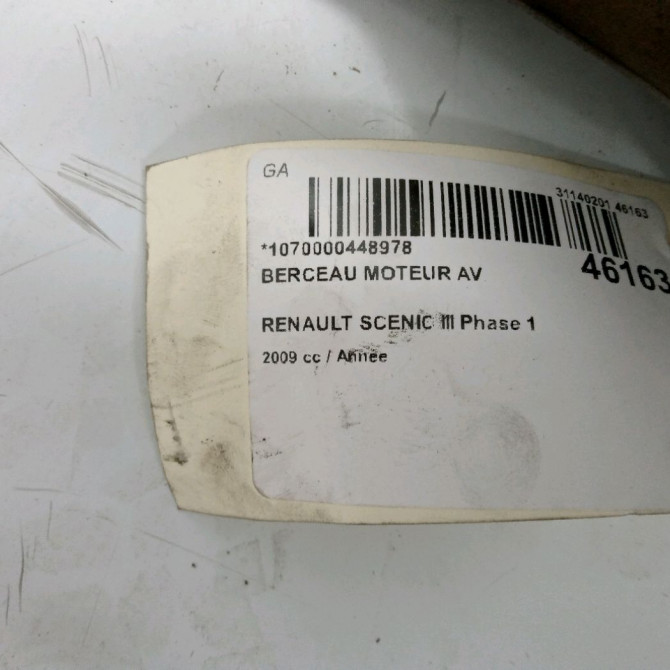 GA
31140201 46163
*1070000448978
46163
BERCEAU MOTEUR AV
RENAULT SCENIC III Phase 1
2009 cc / Année